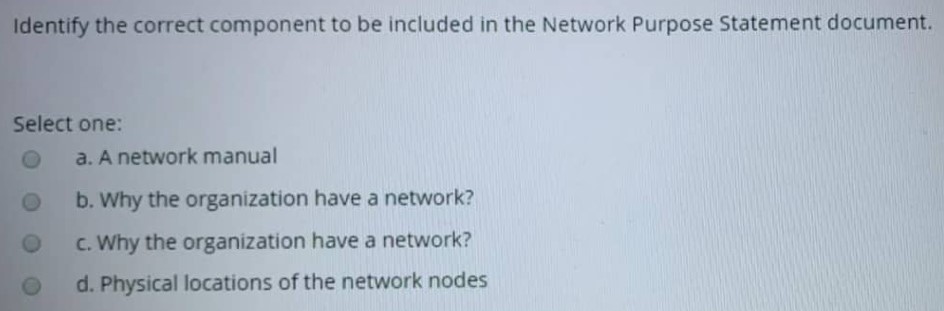 Identify the correct component to be included in the Network Purpose Statement document.
Select one:
a. A network manual
b. Why the organization have a network?
c. Why the organization have a network?
d. Physical locations of the network nodes